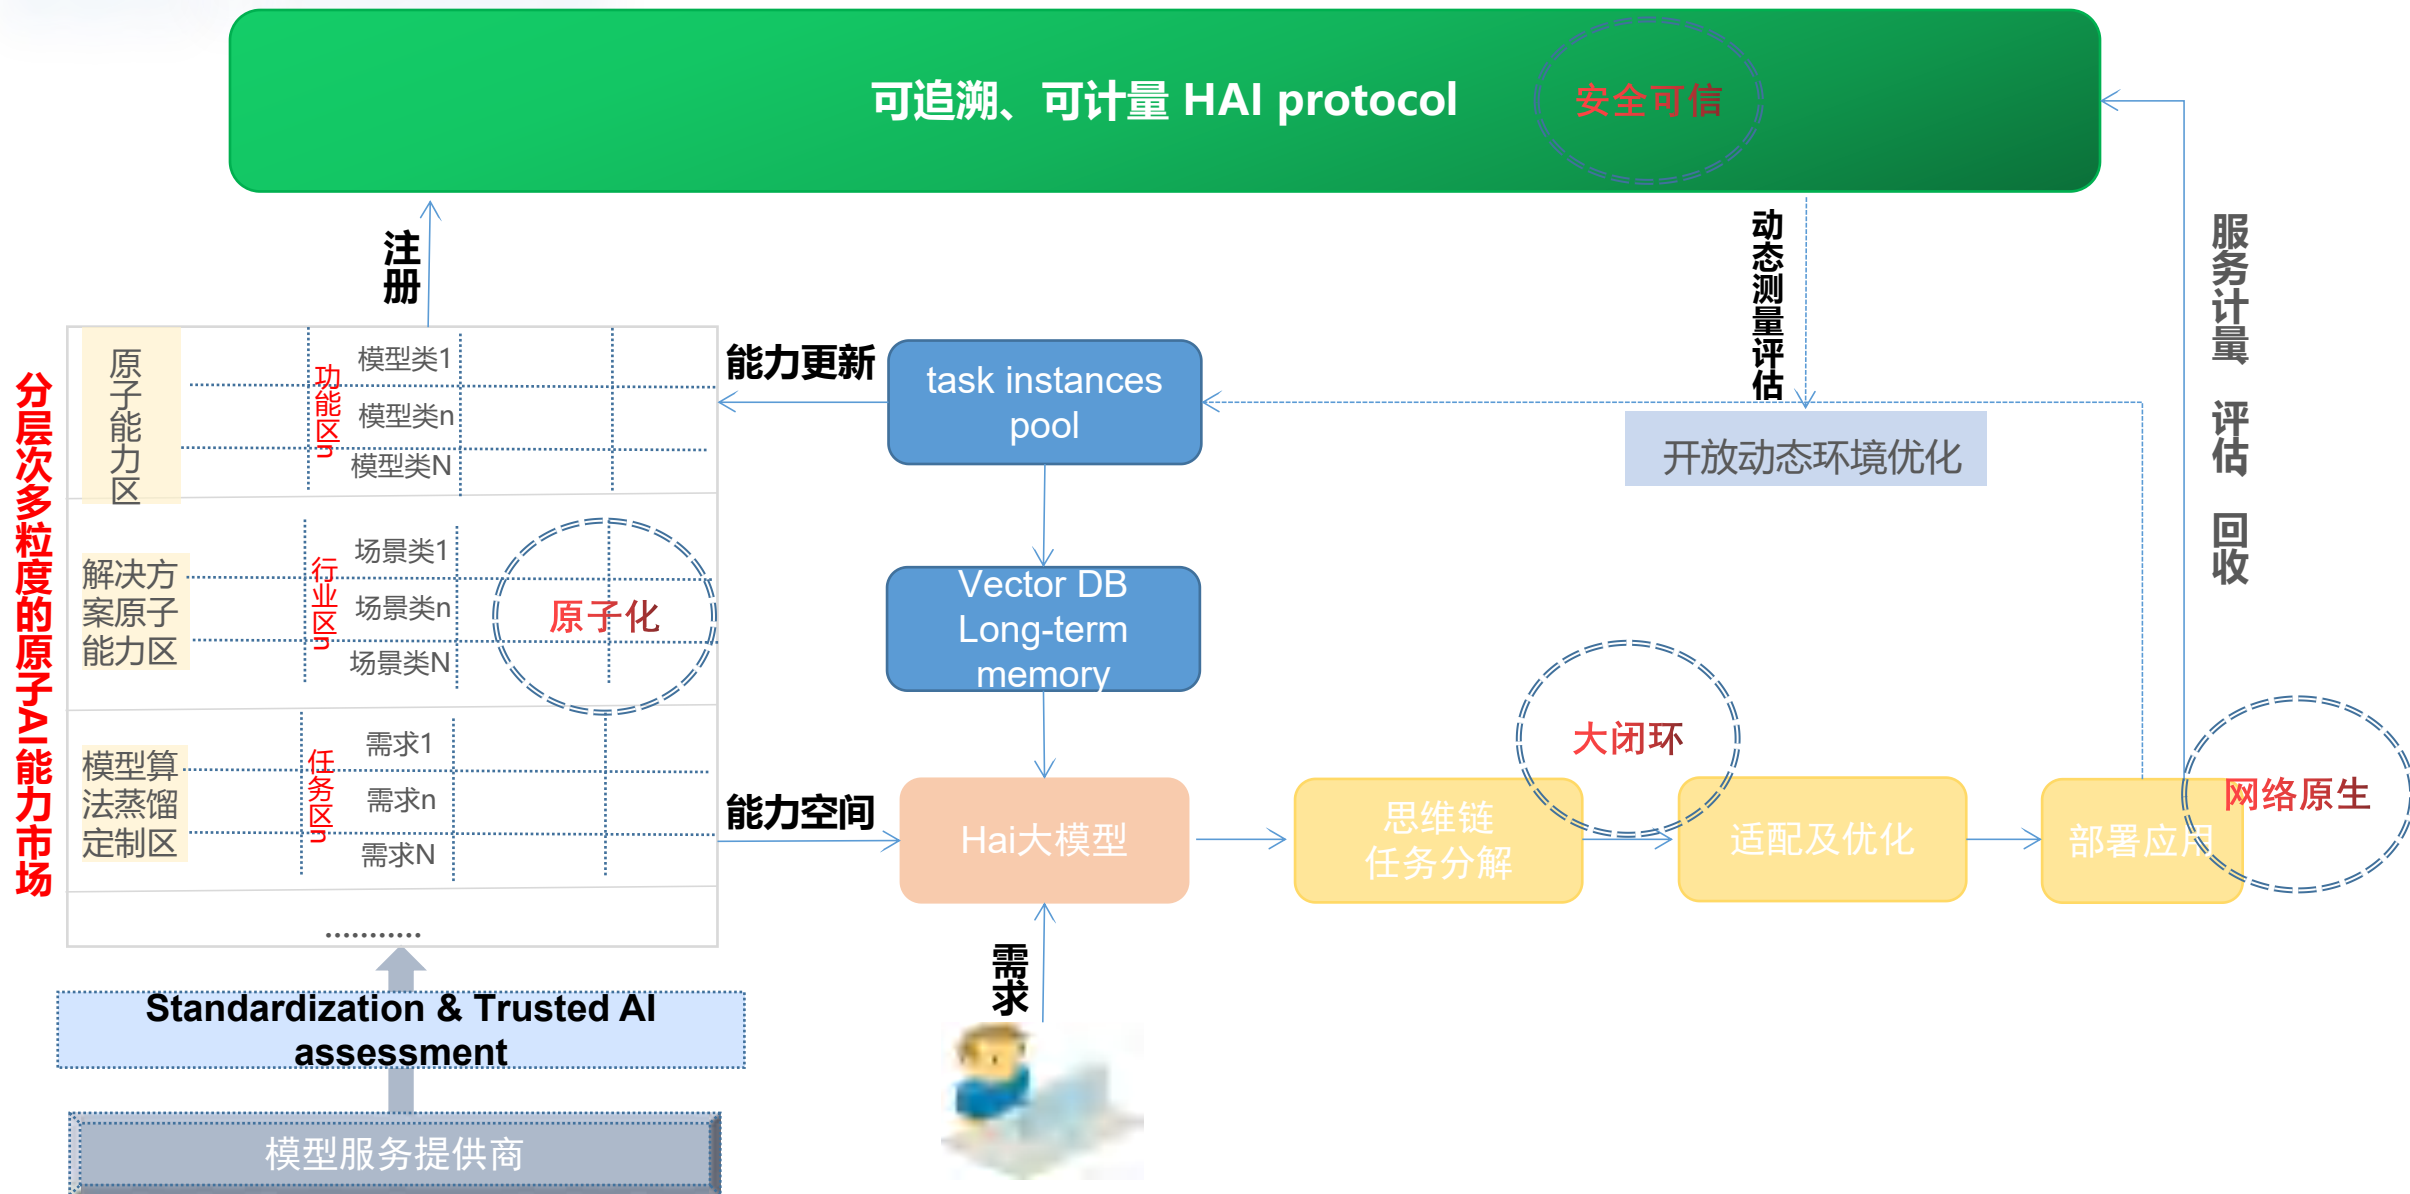 可追溯、可计量 HAI protocol
安全可信
注册
动态测量评估
服务计量 评估 回收
分层次多粒度的原子AI能力市场
原子能力区
功能区n
模型类1
模型类n
模型类N
能力更新
task instances
pool
开放动态环境优化
解决方
案原子
能力区
行业区n
场景类1
场景类n
场景类N
原子化
Vector DB
Long-term
memory
模型算
法蒸馏
定制区
任务区n
需求1
需求n
需求N
...........
能力空间
Hai大模型
思维链
任务分解
大闭环
适配及优化
部署应用
网络原生
需求
Standardization & Trusted AI
assessment
模型服务提供商